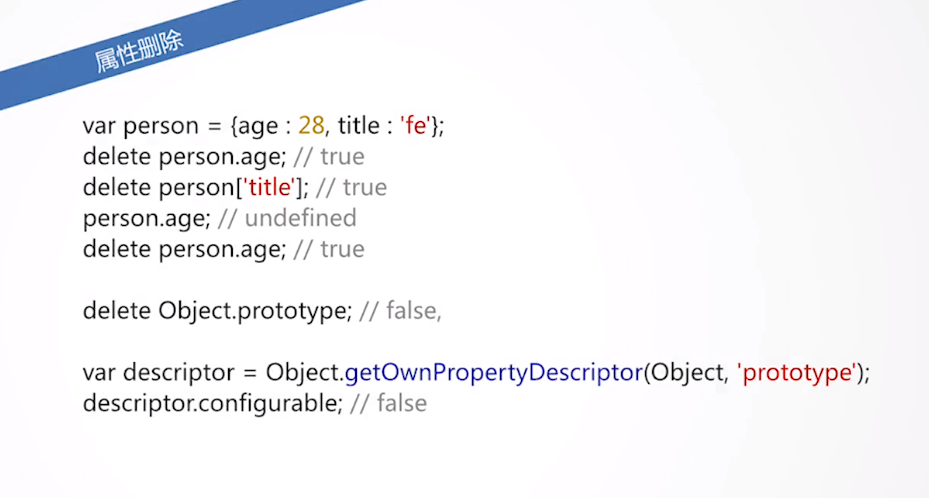 属性删除
var person = {age : 28, title : 'fe'};
delete person.age; // true
delete person['title']; // true
person.age; // undefined
delete person.age; // true
delete Object.prototype; // false,
var descriptor = Object.getOwnPropertyDescriptor(Object, 'prototype');
descriptor.configurable; // false